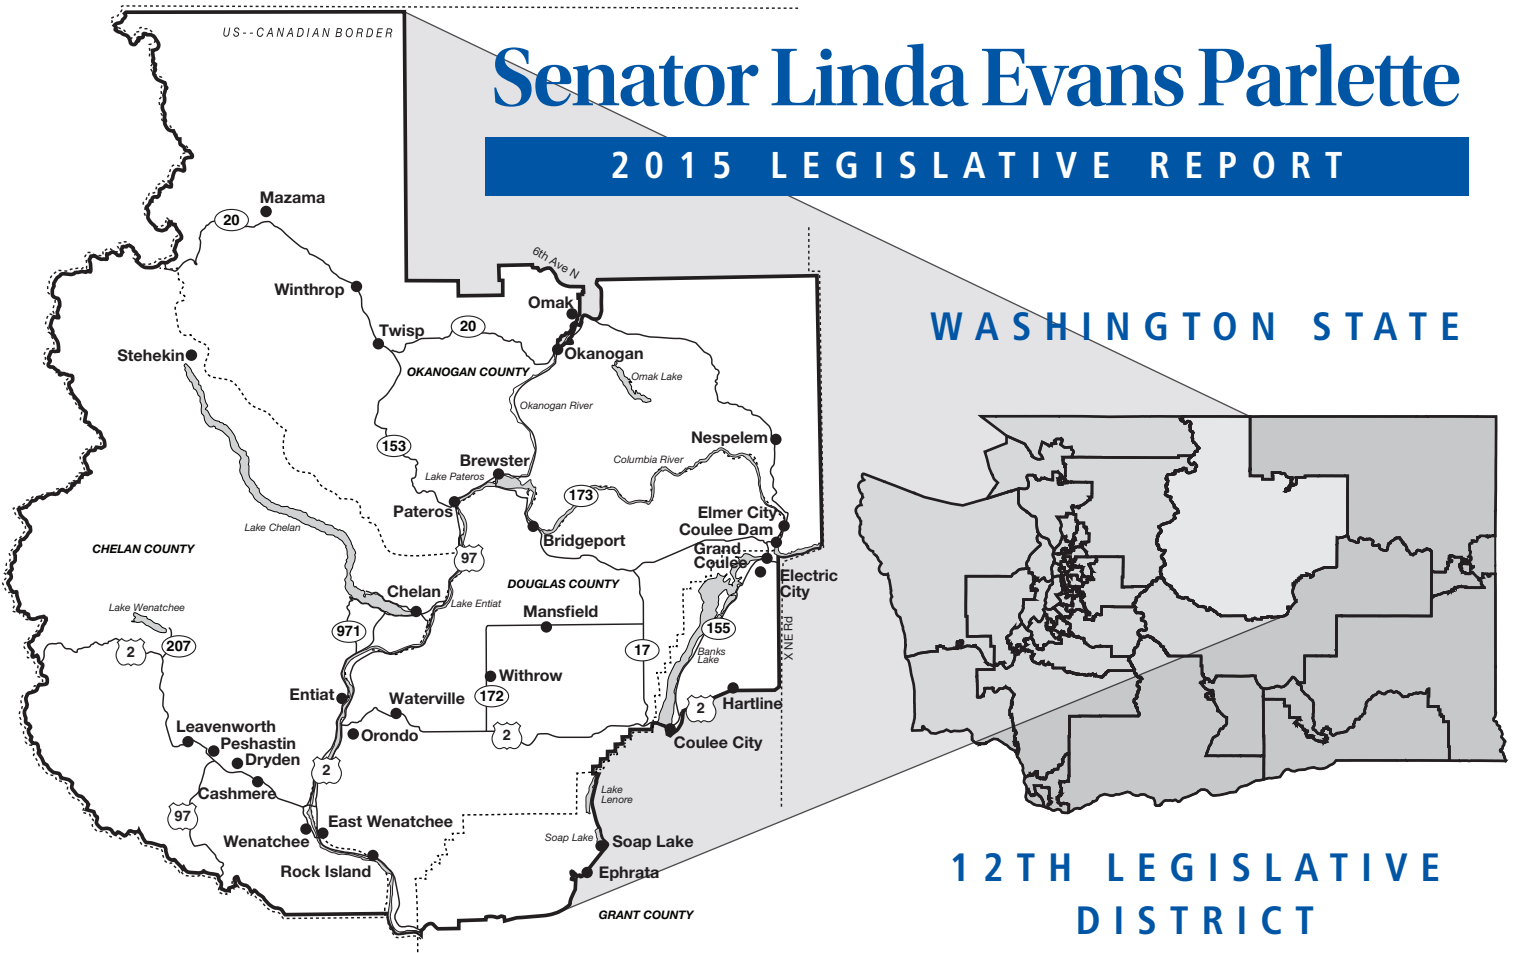 US--CANADIAN BORDER
Senator Linda Evans Parlette
2015 LEGISLATIVE REPORT
WASHINGTON STATE
12TH LEGISLATIVE
DISTRICT
Mazama
20
6th Ave N
Winthrop
Omak
Twisp
20
Stehekin
Okanogan
OKANOGAN COUNTY
Omak Lake
Okanogan River
153
Nespelem
Brewster
Columbia River
Lake Pateros
173
Pateros
Elmer City
Lake Chelan
Coulee Dam
Bridgeport
CHELAN COUNTY
Grand
Coulee
97
Electric
City
DOUGLAS COUNTY
Chelan
Lake Entiat
Lake Wenatchee
Mansfield
971
155
X NE Rd
207
2
17
Banks
Lake
Withrow
Entiat
172
Waterville
2
Hartline
Leavenworth
Orondo
2
Coulee City
Peshastin
Dryden
2
Cashmere
Lake
Lenore
97
East Wenatchee
Wenatchee
Soap Lake
Soap Lake
Rock Island
Ephrata
GRANT COUNTY